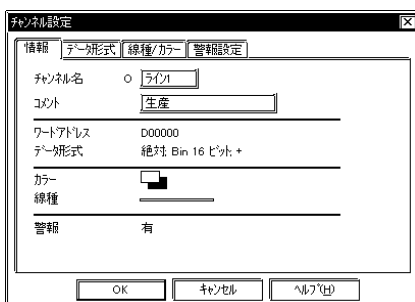 ﾁｬﾝﾈﾙ設定
情報 ﾃﾞｰﾀ形式 線種/ｶﾗｰ 警報設定
ﾁｬﾝﾈﾙ名 0 ﾗｲﾝ1
ｺﾒﾝﾄ 生産
ﾜｰﾄﾞｱﾄﾞﾚｽ D00000
ﾃﾞｰﾀ形式 絶対: Bin 16 ﾋﾞｯﾄ: +
ｶﾗｰ
線種
警報 有
OK ｷｬﾝｾﾙ ﾍﾙﾌﾟ(H)